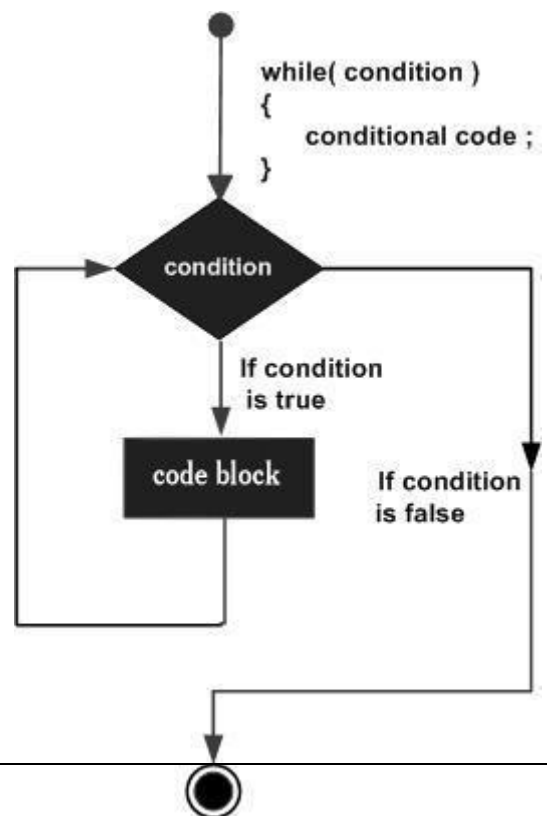 while( condition )
{
conditional code ;
}
condition
If condition
is true
code block
If condition
is false